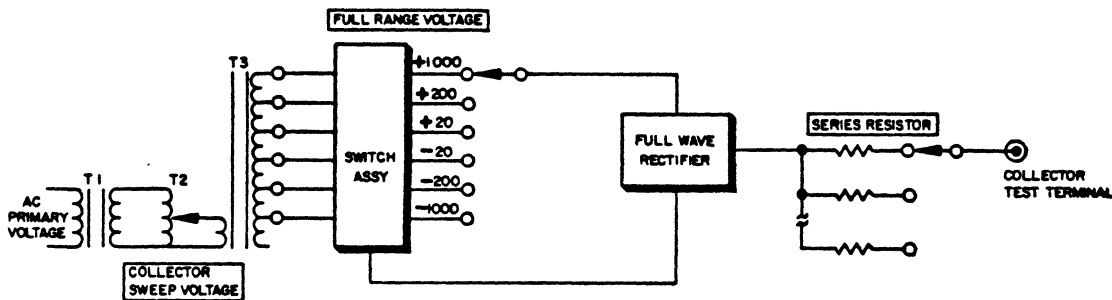 FULL RANGE VOLTAGE
T3
+1000
+200
+20
-20
-200
-1000
SWITCH
ASSY
FULL WAVE
RECTIFIER
SERIES RESISTOR
COLLECTOR
TEST TERMINAL
T1
T2
AC
PRIMARY
VOLTAGE
COLLECTOR
SWEEP VOLTAGE